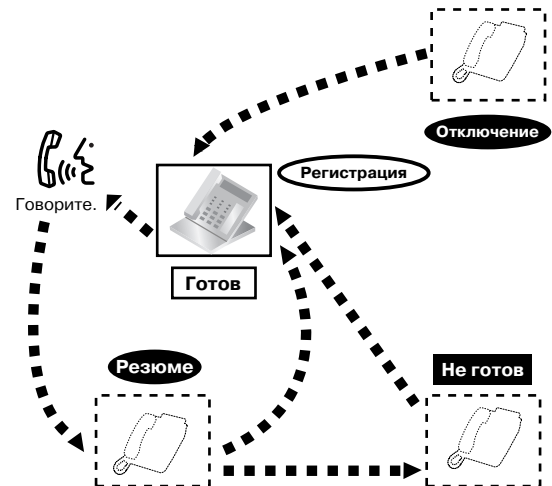 Отключение
Регистрация
Говорите.
Готов
Резюме
Не готов